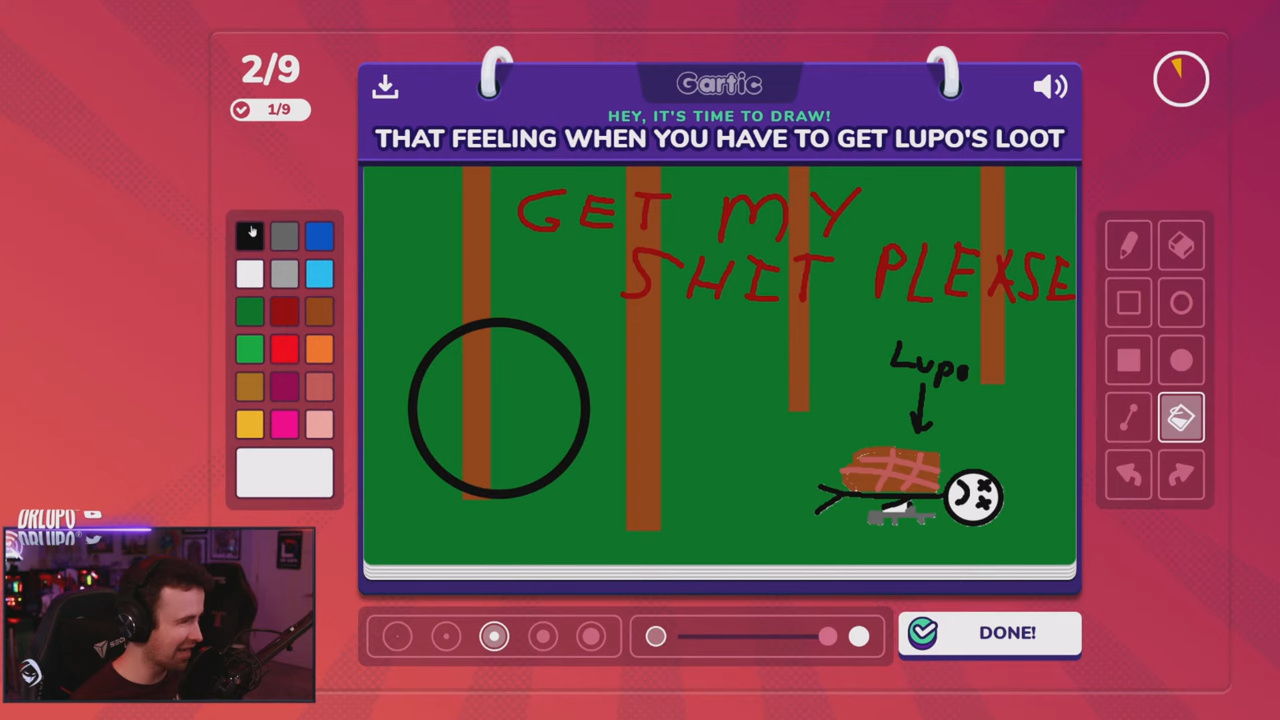 2/9
1/9
Gartic
HEY, IT'S TIME TO DRAW!
THAT FEELING WHEN YOU HAVE TO GET LUPO'S LOOT
GET MY
SHIT PLEASE
Lupo
DRLUPO
DRLUPO
DONE!